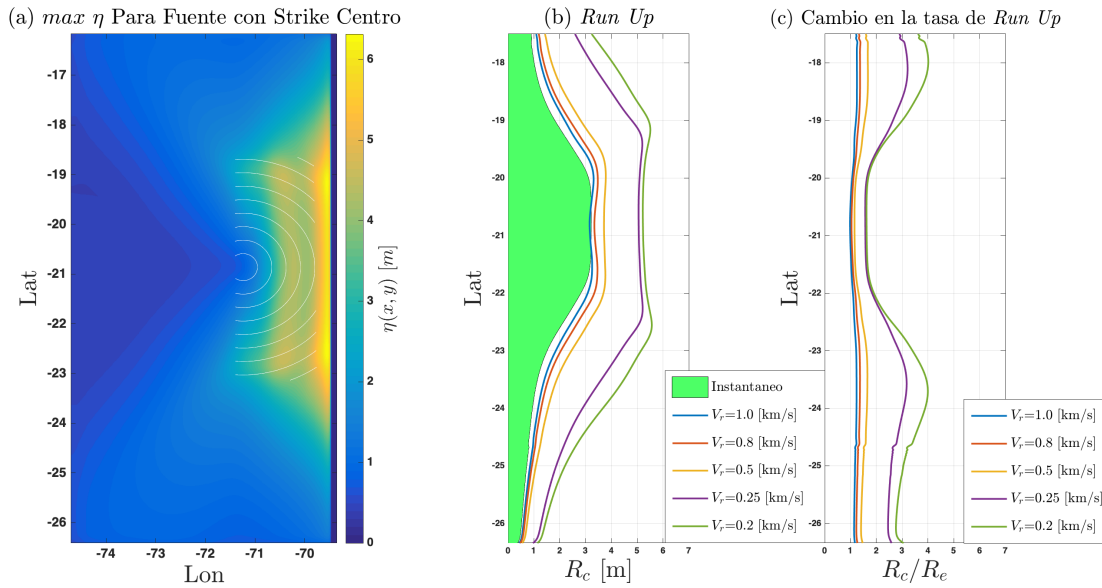 (a) max η Para Fuente con Strike Centro
-17
-18
-19
-20
-21
-22
-23
-24
-25
-26
Lat
-74
-73
-72
-71
-70
Lon
6
5
4
3
2
1
0
η(x, y) [m]
(b) Run Up
-18
-19
-20
-21
-22
-23
-24
-25
-26
Lat
0
1
2
3
4
5
6
7
R_c [m]
Instantaneo
V_r=1.0 [km/s]
V_r=0.8 [km/s]
V_r=0.5 [km/s]
V_r=0.25 [km/s]
V_r=0.2 [km/s]
(c) Cambio en la tasa de Run Up
-18
-19
-20
-21
-22
-23
-24
-25
-26
Lat
0
1
2
3
4
5
6
7
R_c/R_e
V_r=1.0 [km/s]
V_r=0.8 [km/s]
V_r=0.5 [km/s]
V_r=0.25 [km/s]
V_r=0.2 [km/s]